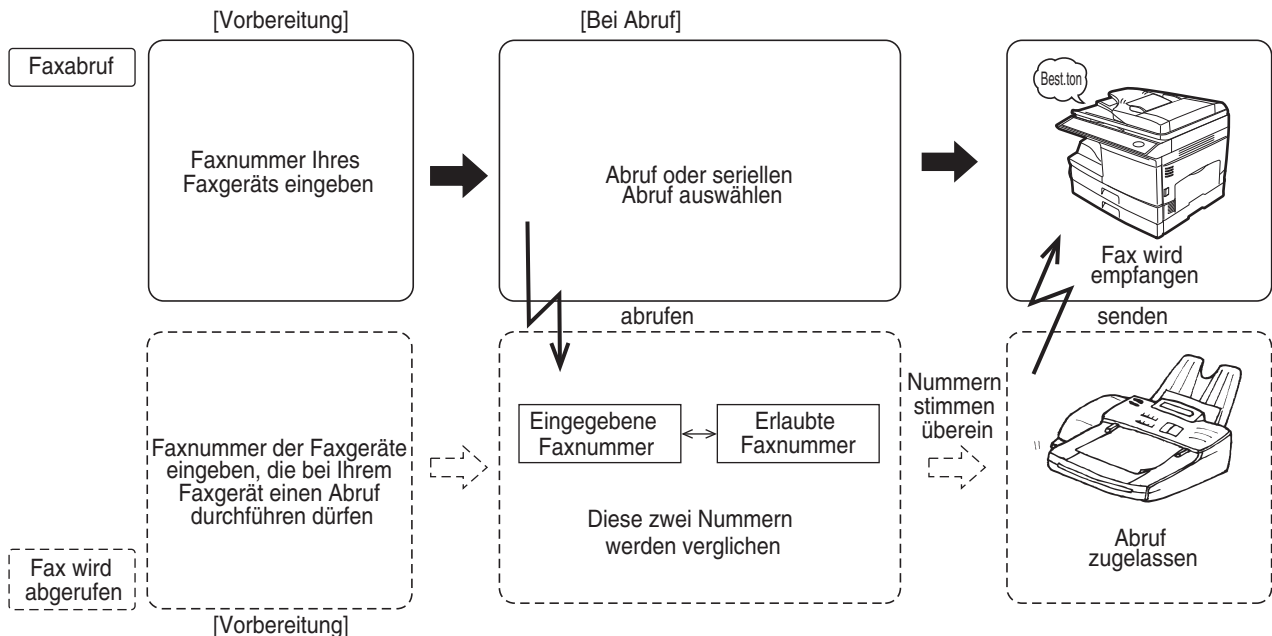 [Vorbereitung]
[Bei Abruf]
Faxabruf
Faxnummer Ihres
Faxgeräts eingeben
Abruf oder seriellen
Abruf auswählen
Best.ton
Fax wird
empfangen
abrufen
senden
Faxnummer der Faxgeräte
eingeben, die bei Ihrem
Faxgerät einen Abruf
durchführen dürfen
Eingegebene
Faxnummer
Erlaubte
Faxnummer
Diese zwei Nummern
werden verglichen
Nummern
stimmen
überein
Abruf
zugelassen
Fax wird
abgerufen
[Vorbereitung]